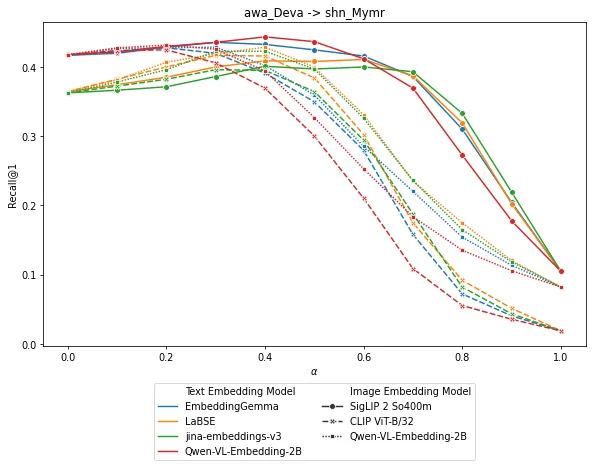 awa_Deva -> shn_Mymr
Recall@1
0.4
0.3
0.2
0.1
0.0
0.0 0.2 0.4 0.6 0.8 1.0
α
Text Embedding Model
EmbeddingGemma
LaBSE
jina-embeddings-v3
Qwen-VL-Embedding-2B
Image Embedding Model
SigLIP 2 So400m
CLIP ViT-B/32
Qwen-VL-Embedding-2B